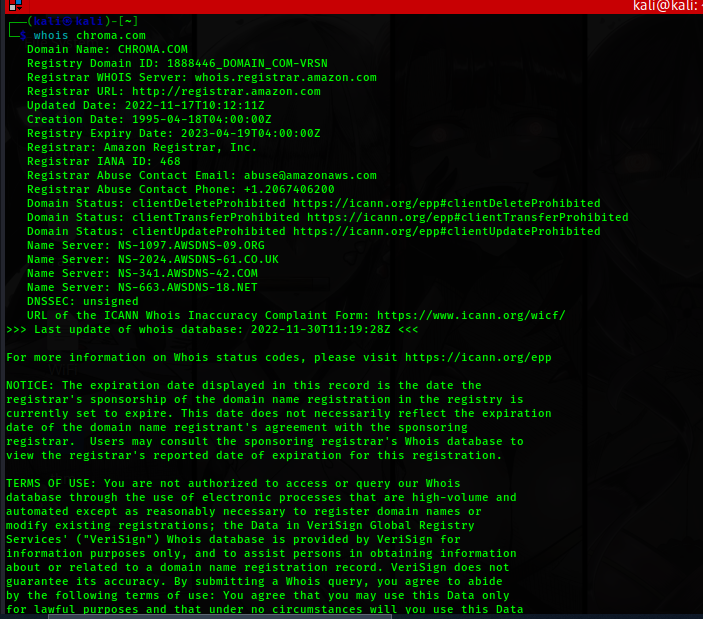 kali@kali: ~
┌──(kali㉿kali)-[~]
└─$ whois chroma.com
Domain Name: CHROMA.COM
Registry Domain ID: 1888446_DOMAIN_COM-VRSN
Registrar WHOIS Server: whois.registrar.amazon.com
Registrar URL: http://registrar.amazon.com
Updated Date: 2022-11-17T10:12:11Z
Creation Date: 1995-04-18T04:00:00Z
Registry Expiry Date: 2023-04-19T04:00:00Z
Registrar: Amazon Registrar, Inc.
Registrar IANA ID: 468
Registrar Abuse Contact Email: abuse@amazonaws.com
Registrar Abuse Contact Phone: +1.2067406200
Domain Status: clientDeleteProhibited https://icann.org/epp#clientDeleteProhibited
Domain Status: clientTransferProhibited https://icann.org/epp#clientTransferProhibited
Domain Status: clientUpdateProhibited https://icann.org/epp#clientUpdateProhibited
Name Server: NS-1097.AWSDNS-09.ORG
Name Server: NS-2024.AWSDNS-61.CO.UK
Name Server: NS-341.AWSDNS-42.COM
Name Server: NS-663.AWSDNS-18.NET
DNSSEC: unsigned
URL of the ICANN Whois Inaccuracy Complaint Form: https://www.icann.org/wicf/
>>> Last update of whois database: 2022-11-30T11:19:28Z <<<
For more information on Whois status codes, please visit https://icann.org/epp
NOTICE: The expiration date displayed in this record is the date the
registrar's sponsorship of the domain name registration in the registry is
currently set to expire. This date does not necessarily reflect the expiration
date of the domain name registrant's agreement with the sponsoring
registrar.  Users may consult the sponsoring registrar's Whois database to
view the registrar's reported date of expiration for this registration.
TERMS OF USE: You are not authorized to access or query our Whois
database through the use of electronic processes that are high-volume and
automated except as reasonably necessary to register domain names or
modify existing registrations; the Data in VeriSign Global Registry
Services' ("VeriSign") Whois database is provided by VeriSign for
information purposes only, and to assist persons in obtaining information
about or related to a domain name registration record. VeriSign does not
guarantee its accuracy. By submitting a Whois query, you agree to abide
by the following terms of use: You agree that you may use this Data only
for lawful purposes and that under no circumstances will you use this Data